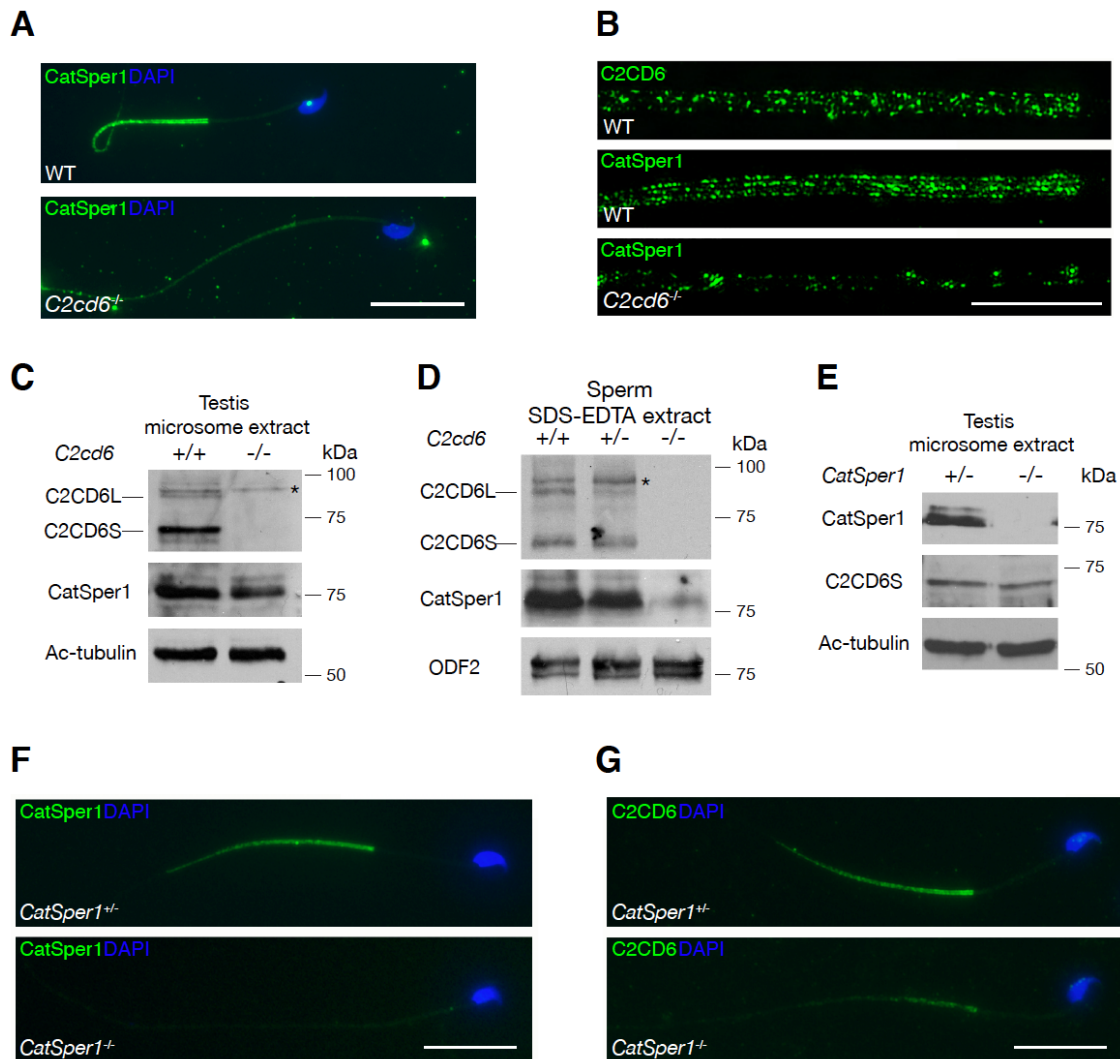 A
CatSper1DAPI
WT
CatSper1DAPI
C2cd6-/-
B
C2CD6
WT
CatSper1
WT
CatSper1
C2cd6-/-
C
Testis
microsome extract
C2cd6 +/+ -/- kDa
100
C2CD6L *
75
C2CD6S
CatSper1 75
Ac-tubulin
50
D
Sperm
SDS-EDTA extract
C2cd6 +/+ +/- -/- kDa
100
*
C2CD6L
75
C2CD6S
CatSper1
75
ODF2 75
E
Testis
microsome extract
CatSper1 +/- -/- kDa
CatSper1 75
75
C2CD6S
Ac-tubulin
50
F
CatSper1DAPI
CatSper1+/-
CatSper1DAPI
CatSper1-/-
G
C2CD6DAPI
CatSper1+/-
C2CD6DAPI
CatSper1-/-